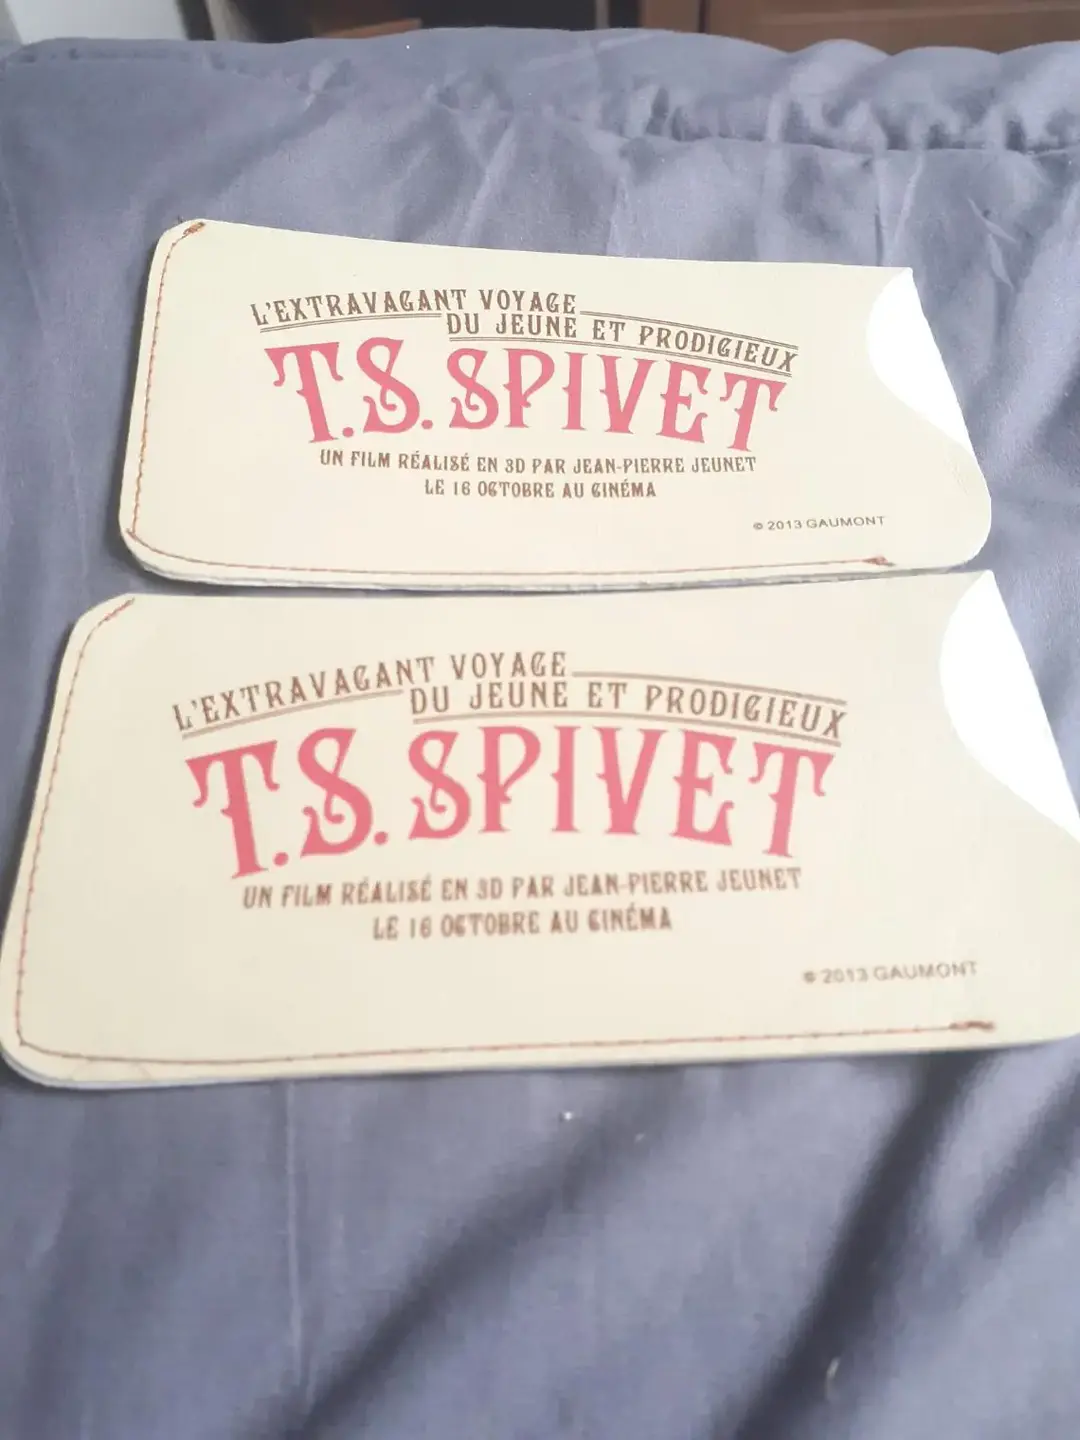 L'EXTRAVAGANT VOYAGE
DU JEUNE ET PRODIGIEUX
T.S. SPIVET
UN FILM RÉALISÉ EN 3D PAR JEAN-PIERRE JEUNET
LE 16 OCTOBRE AU CINÉMA
© 2013 GAUMONT
L'EXTRAVAGANT VOYAGE
DU JEUNE ET PRODIGIEUX
T.S. SPIVET
UN FILM RÉALISÉ EN 3D PAR JEAN-PIERRE JEUNET
LE 16 OCTOBRE AU CINÉMA
© 2013 GAUMONT